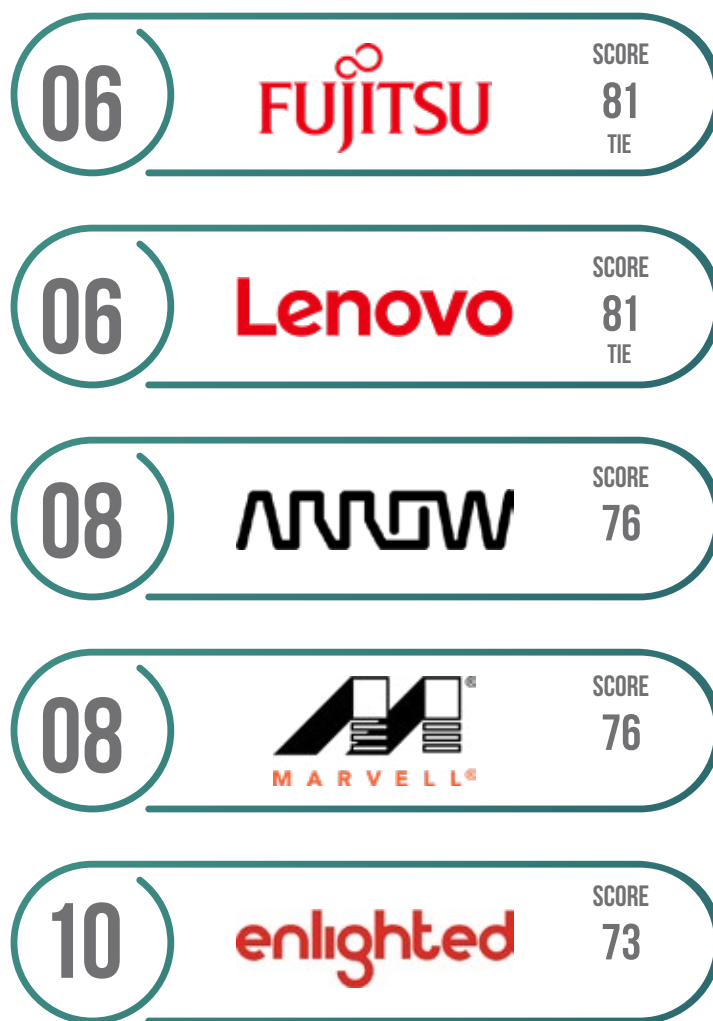 06
FUJITSU
SCORE
81
TIE
06
Lenovo
SCORE
81
TIE
08
ARROW
SCORE
76
08
MARVELL®
SCORE
76
10
enlighted
SCORE
73